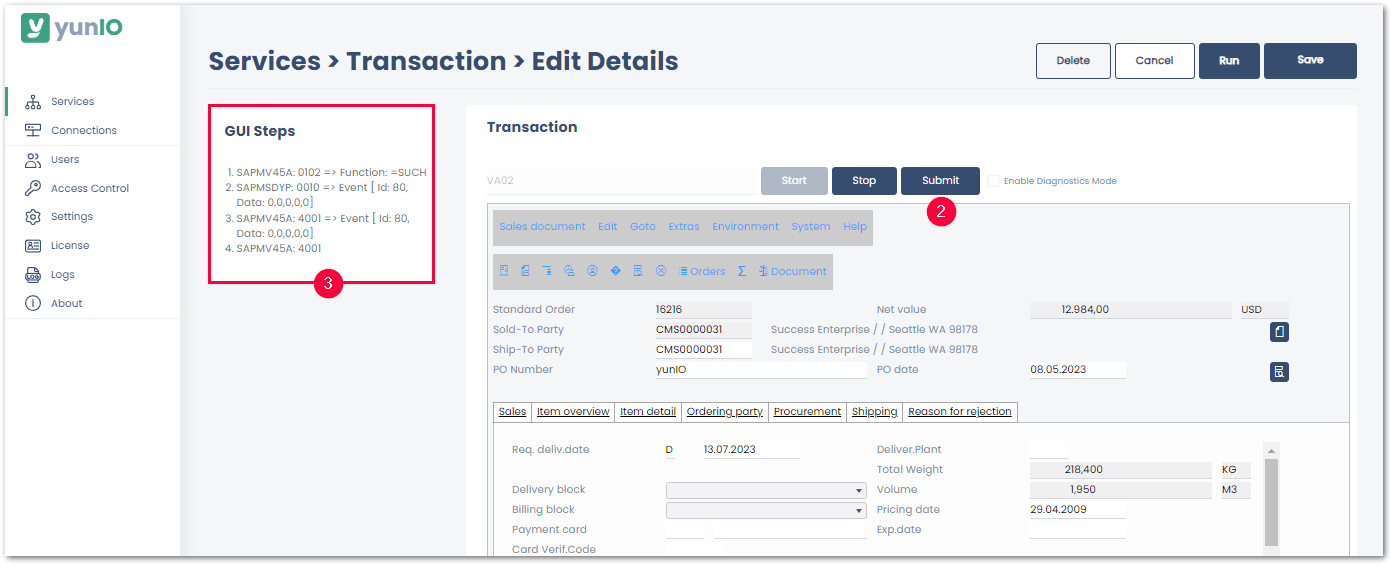 yunIO
Services
Connections
Users
Access Control
Settings
License
Logs
About
Services > Transaction > Edit Details
Delete
Cancel
Run
Save
GUI Steps
1. SAPMV45A: 0102 => Function: =SUCH
2. SAPMSDYP: 0010 => Event [ Id: 80,
Data: 0,0,0,0,0]
3. SAPMV45A: 4001 => Event [ Id: 80,
Data: 0,0,0,0,0]
4. SAPMV45A: 4001
3
Transaction
VA02
Start
Stop
Submit
Enable Diagnostics Mode
2
Sales document Edit Goto Extras Environment System Help
Orders Document
Standard Order 16216 Net value 12.984,00 USD
Sold-To Party CMS0000031 Success Enterprise / / Seattle WA 98178
Ship-To Party CMS0000031 Success Enterprise / / Seattle WA 98178
PO Number yunIO PO date 08.05.2023
Sales Item overview Item detail Ordering party Procurement Shipping Reason for rejection
Req. deliv.date D 13.07.2023 Deliver.Plant
Total Weight 218,400 KG
Delivery block Volume 1,950 M3
Billing block Pricing date 29.04.2009
Payment card Exp.date
Card Verif.Code